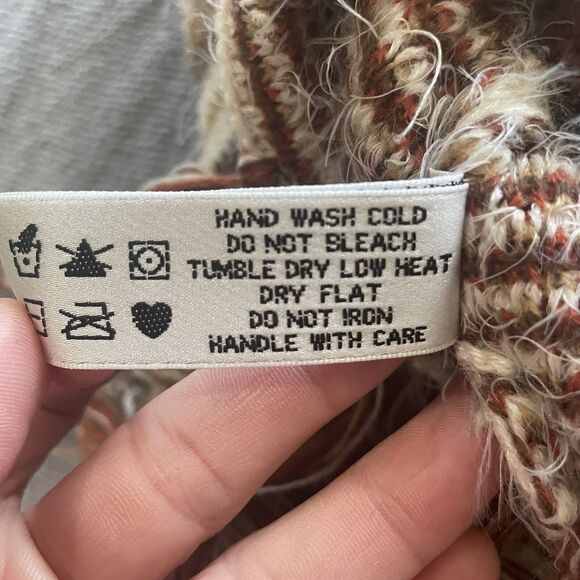 HAND WASH COLD
DO NOT BLEACH
TUMBLE DRY LOW HEAT
DRY FLAT
DO NOT IRON
HANDLE WITH CARE